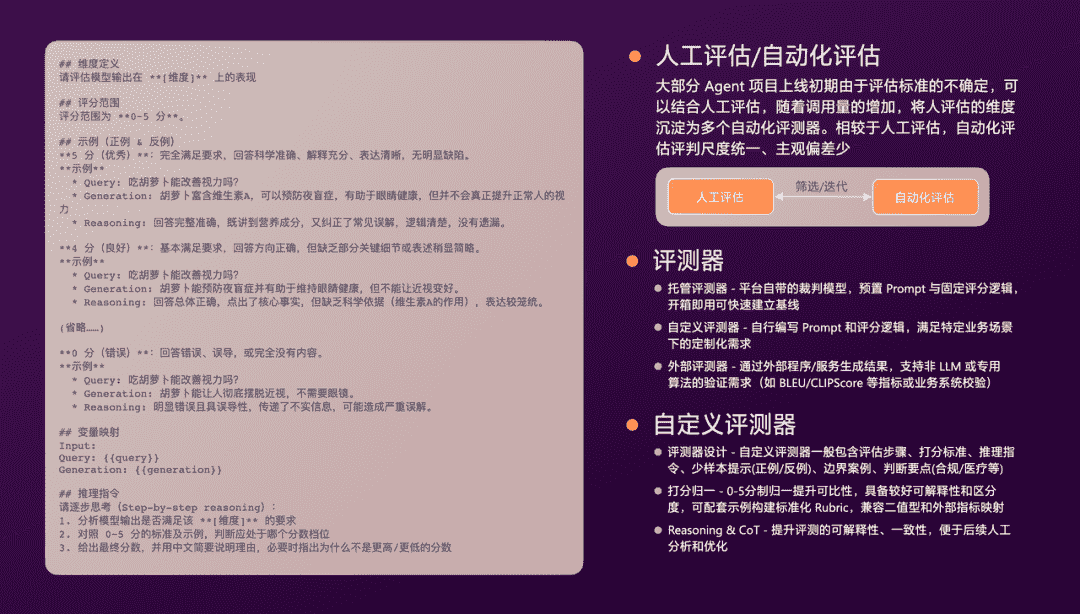 ## 维度定义
请评估模型输出在 **[维度]** 上的表现
## 评分范围
评分范围为 **0-5 分**。
## 示例（正例 & 反例）
**5 分（优秀）**: 完全满足要求，回答科学准确、解释充分、表达清晰，无明显缺陷。
**示例**
* Query: 吃胡萝卜能改善视力吗？
* Generation: 胡萝卜富含维生素A，可以预防夜盲症，有助于眼睛健康，但并不会真正提升正常人的视
力
* Reasoning: 回答完整准确，既讲到营养成分，又纠正了常见误解，逻辑清楚，没有遗漏。
**4 分（良好）**: 基本满足要求，回答方向正确，但缺乏部分关键细节或表述稍显简略。
**示例**
* Query: 吃胡萝卜能改善视力吗？
* Generation: 胡萝卜能预防夜盲症并有助于维持眼睛健康，但不能让近视变好。
* Reasoning: 回答总体正确，点出了核心事实，但缺乏科学依据（维生素A的作用），表达较笼统。
(省略……)
**0 分（错误）**: 回答错误、误导，或完全没有内容。
**示例**
* Query: 吃胡萝卜能改善视力吗？
* Generation: 胡萝卜能让人彻底摆脱近视，不需要眼镜。
* Reasoning: 明显错误且具误导性，传递了不实信息，可能造成严重误解。
## 变量映射
Input:
Query: {{query}}
Generation: {{generation}}
## 推理指令
请逐步思考（Step-by-step reasoning）:
1. 分析模型输出是否满足该 **[维度]** 的要求
2. 对照 0-5 分的标准及示例，判断应处于哪个分数档位
3. 给出最终分数，并用中文简要说明理由，必要时指出为什么不是更高/更低的分数
人工评估/自动化评估
大部分 Agent 项目上线初期由于评估标准的不确定，可
以结合人工评估，随着调用量的增加，将人评估的维度
沉淀为多个自动化评测器。相较于人工评估，自动化评
估评判尺度统一、主观偏差少
人工评估
筛选/迭代
自动化评估
评测器
托管评测器 - 平台自带的裁判模型，预置 Prompt 与固定评分逻辑，
开箱即用可快速建立基线
自定义评测器 - 自行编写 Prompt 和评分逻辑，满足特定业务场景
下的定制化需求
外部评测器 - 通过外部程序/服务生成结果，支持非 LLM 或专用
算法的验证需求（如 BLEU/CLIPScore 等指标或业务系统校验）
自定义评测器
评测器设计 - 自定义评测器一般包含评估步骤、打分标准、推理指
令、少样本提示(正例/反例)、边界案例、判断要点(合规/医疗等)
打分归一 - 0-5分制归一提升可比性，具备较好可解释性和区分
度，可配套示例构建标准化 Rubric，兼容二值型和外部指标映射
Reasoning & CoT - 提升评测的可解释性、一致性，便于后续人工
分析和优化